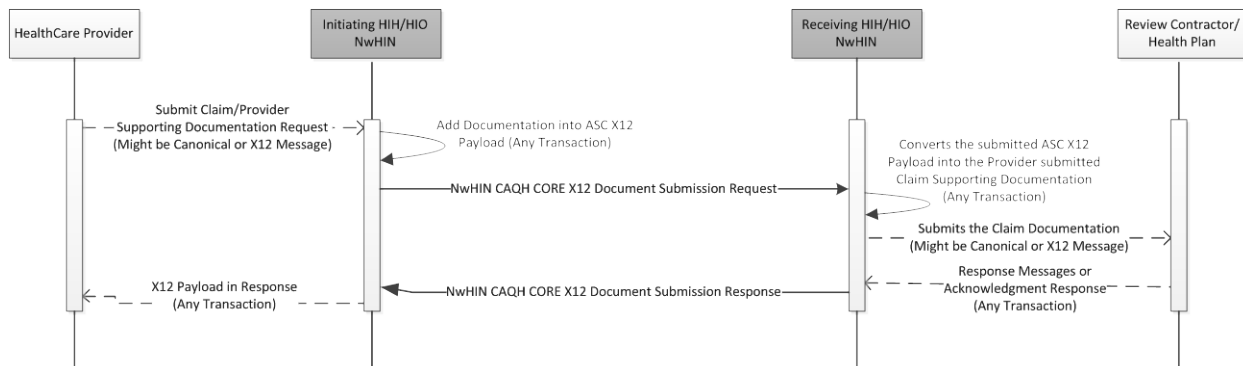 HealthCare Provider
Initiating HIH/HIO
NwHIN
Receiving HIH/HIO
NwHIN
Review Contractor/
Health Plan
Submit Claim/Provider
Supporting Documentation Request
(Might be Canonical or X12 Message)
Add Documentation into ASC X12
Payload (Any Transaction)
NwHIN CAQH CORE X12 Document Submission Request
Converts the submitted ASC X12
Payload into the Provider submitted
Claim Supporting Documentation
(Any Transaction)
Submits the Claim Documentation
(Might be Canonical or X12 Message)
Response Messages or
Acknowledgment Response
(Any Transaction)
NwHIN CAQH CORE X12 Document Submission Response
X12 Payload in Response
(Any Transaction)